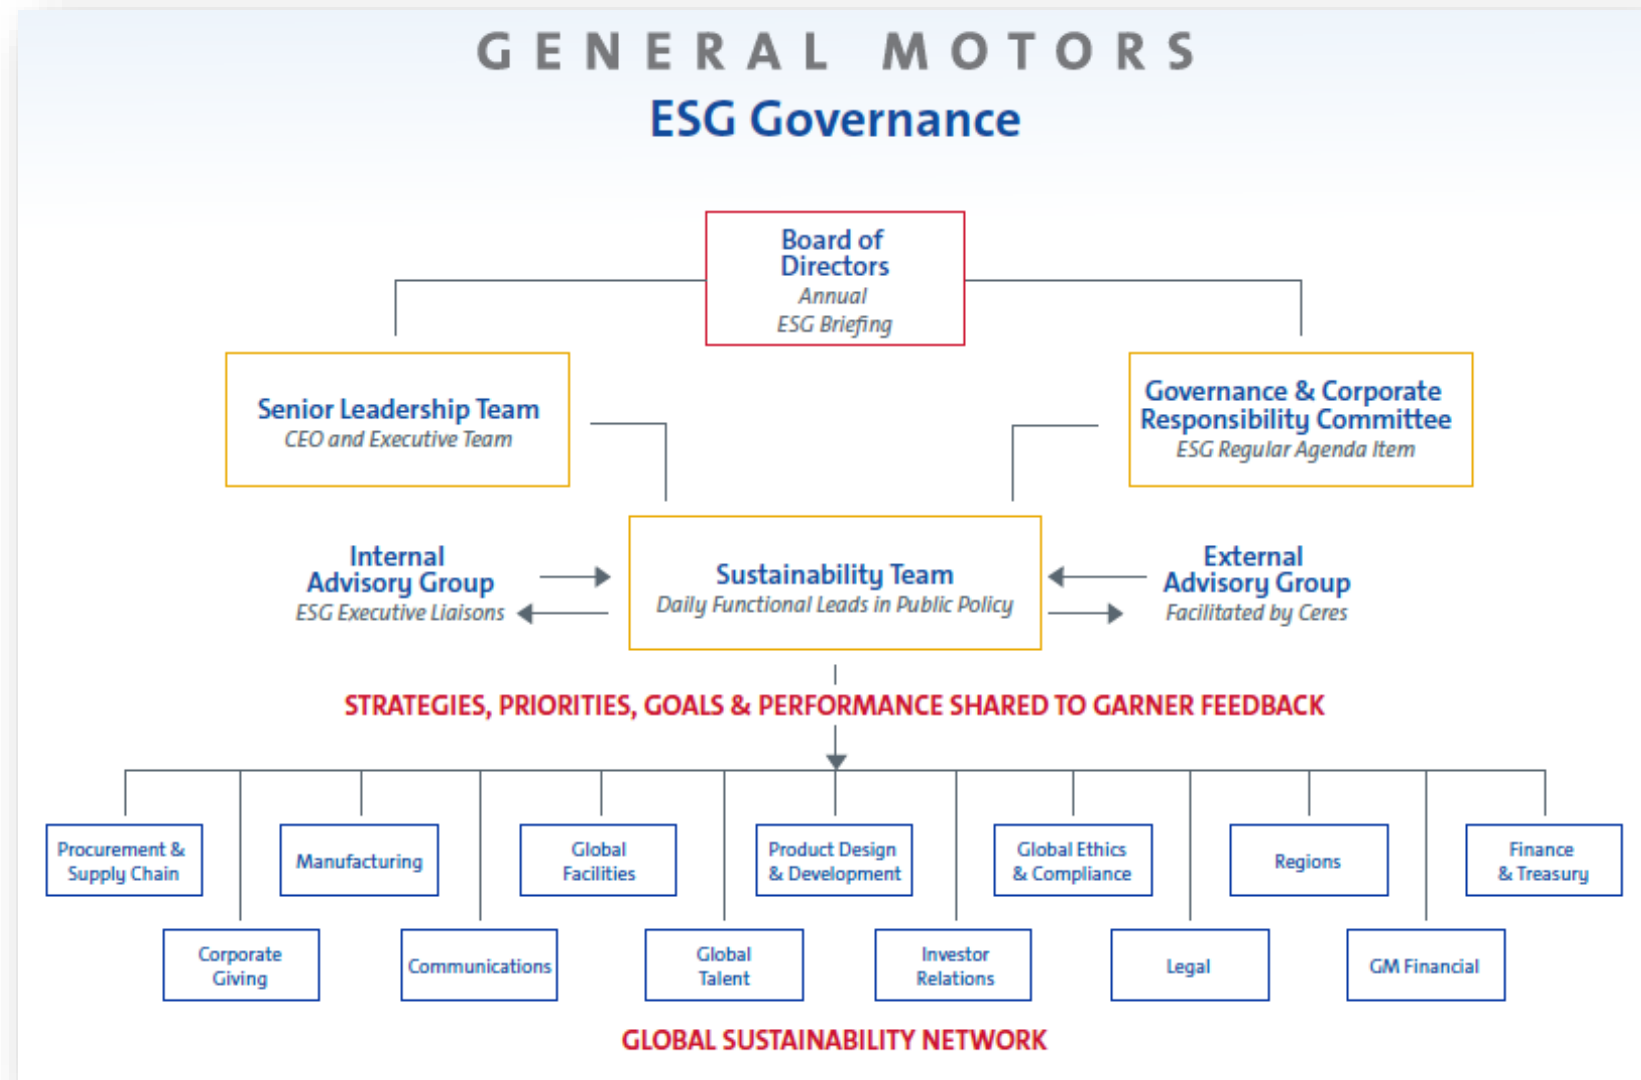 GENERAL MOTORS
ESG Governance
Board of
Directors
Annual
ESG Briefing
Senior Leadership Team
CEO and Executive Team
Governance & Corporate
Responsibility Committee
ESG Regular Agenda Item
Internal
Advisory Group
ESG Executive Liaisons
Sustainability Team
Daily Functional Leads in Public Policy
External
Advisory Group
Facilitated by Ceres
STRATEGIES, PRIORITIES, GOALS & PERFORMANCE SHARED TO GARNER FEEDBACK
Procurement &
Supply Chain
Manufacturing
Global
Facilities
Product Design
& Development
Global Ethics
& Compliance
Regions
Finance
& Treasury
Corporate
Giving
Communications
Global
Talent
Investor
Relations
Legal
GM Financial
GLOBAL SUSTAINABILITY NETWORK